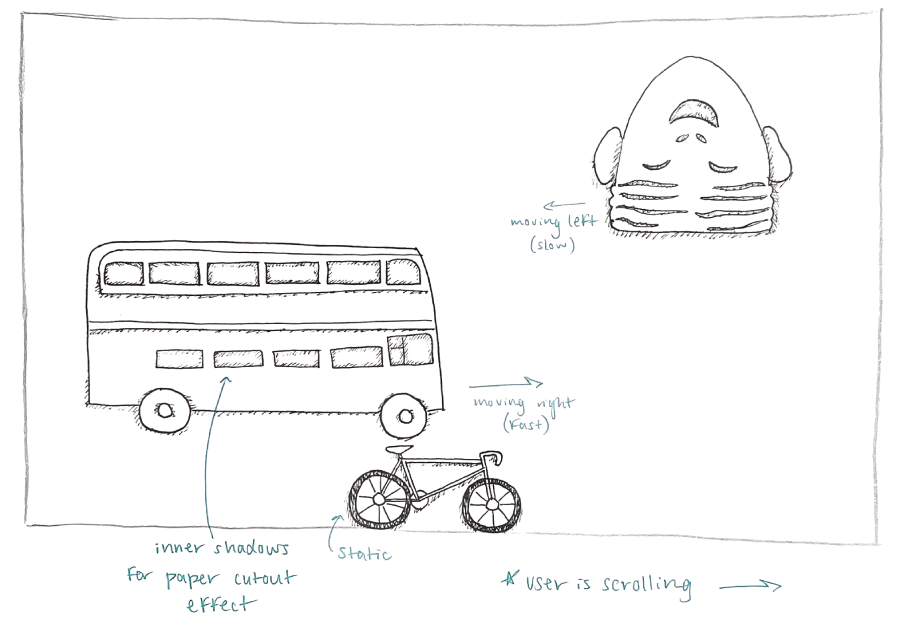 moving left
(slow)
moving right
(fast)
inner shadows
for paper cutout
effect
static
* user is scrolling